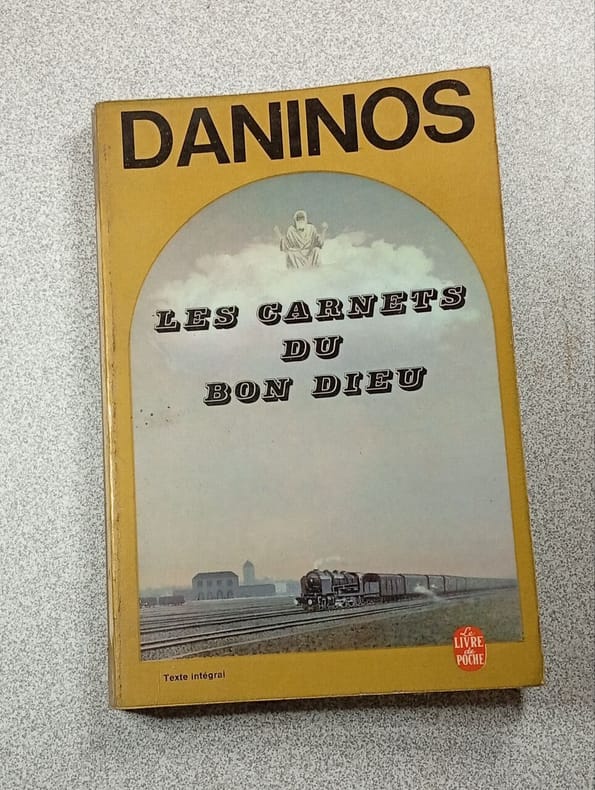 DANINOS
LES CARNETS
DU
BON DIEU
Texte intégral
Le
LIVRE
de
POCHE